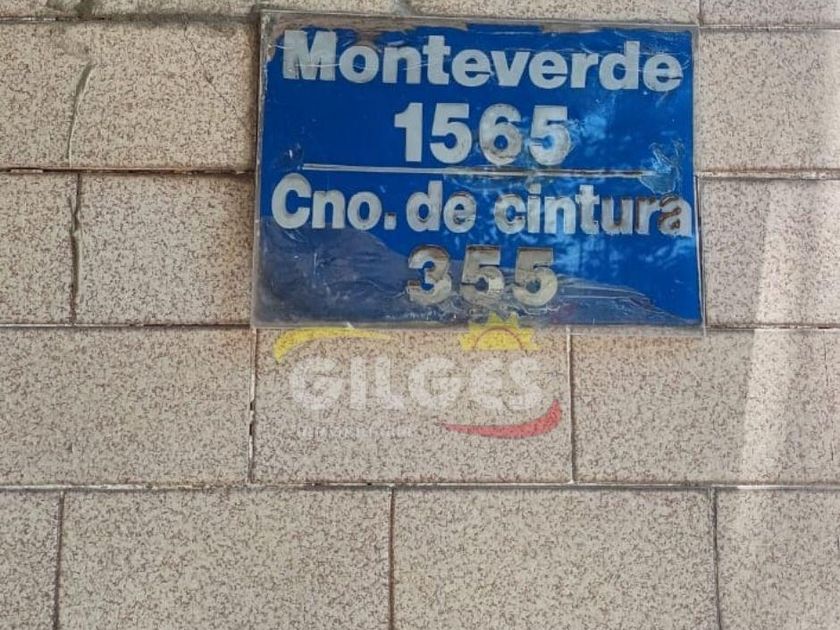 Monteverde
1565
Cno. de cintura
355
GILGES